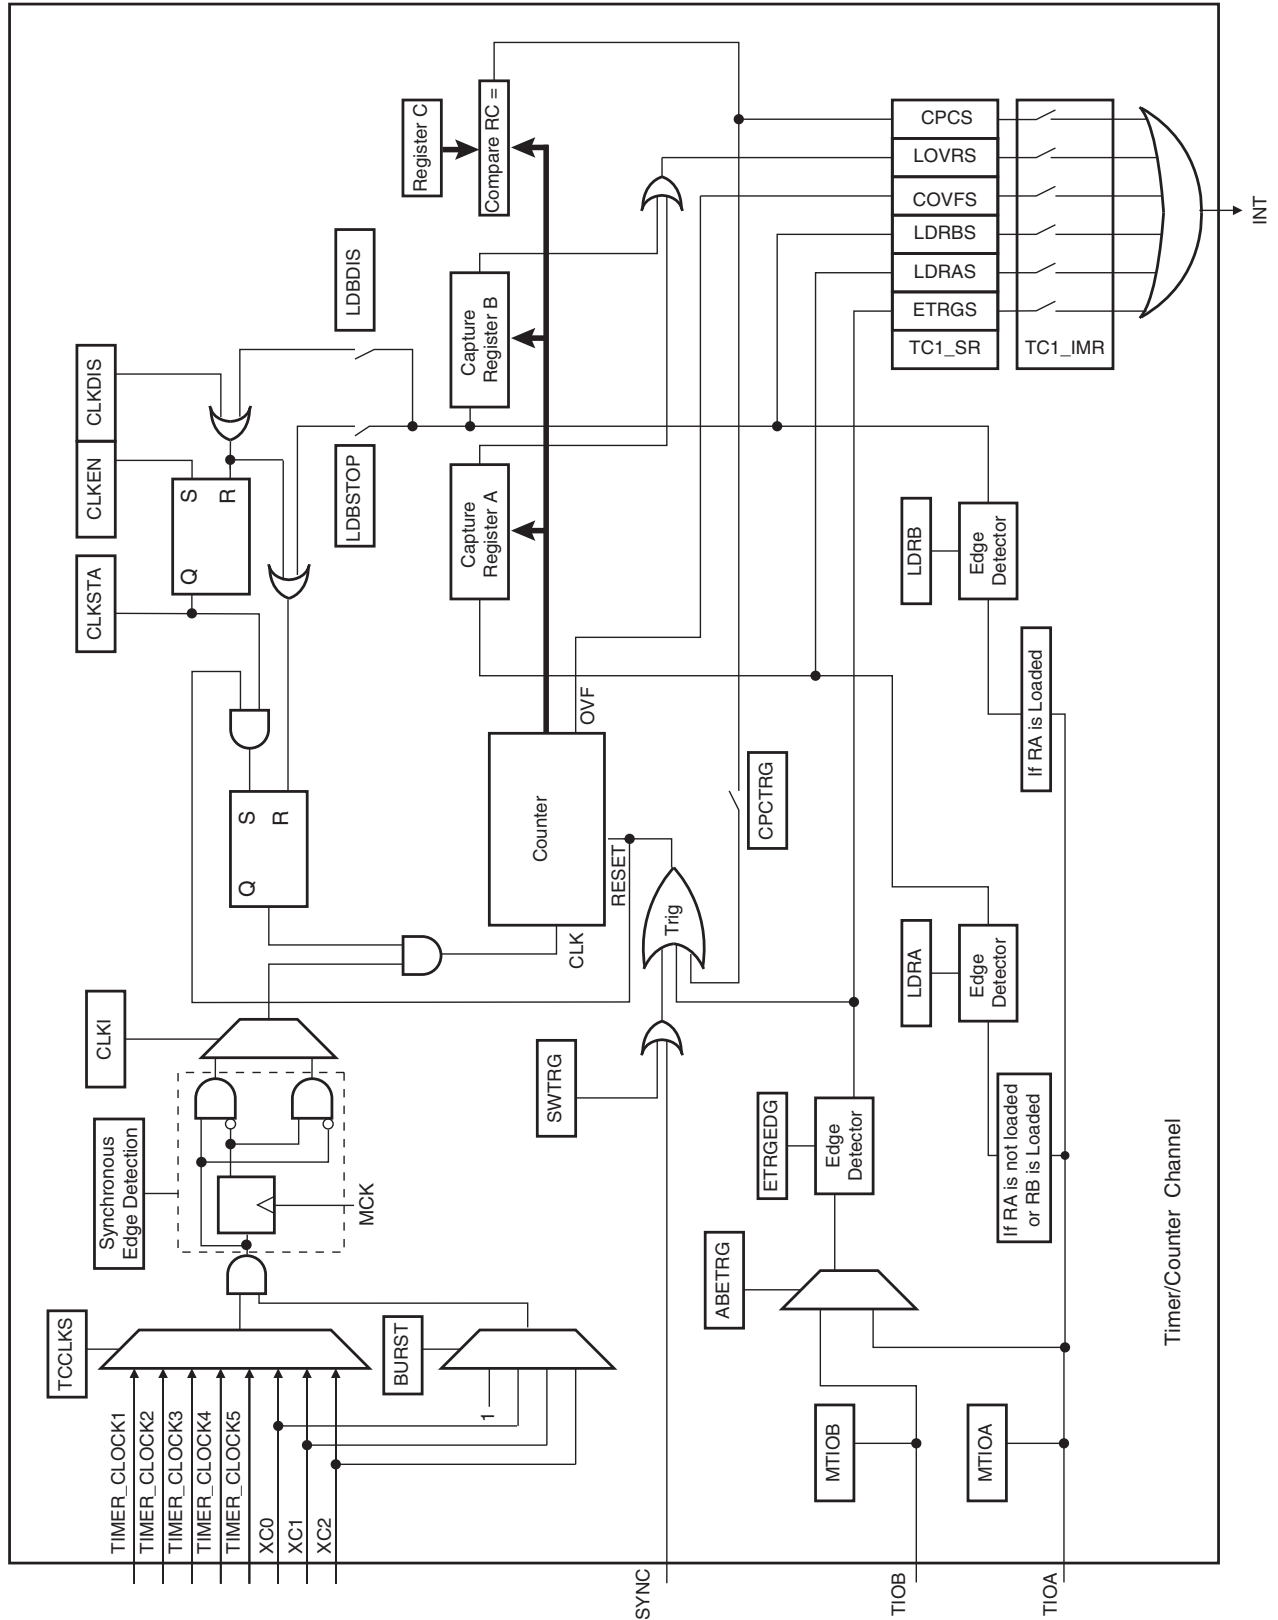 TCCLKS
TIMER_CLOCK1
TIMER_CLOCK2
TIMER_CLOCK3
TIMER_CLOCK4
TIMER_CLOCK5
XC0
XC1
XC2
BURST
1
Synchronous
Edge Detection
MCK
CLKI
CLKSTA
CLKEN
CLKDIS
Q
S
R
Q
S
R
LDBSTOP
LDBDIS
Register C
Capture
Register A
Capture
Register B
Compare RC =
Counter
CLK
OVF
RESET
SWTRG
SYNC
Trig
CPCTRG
ABETRG
ETRGEDG
Edge
Detector
MTIOB
TIOB
MTIOA
TIOA
LDRA
Edge
Detector
If RA is not loaded
or RB is Loaded
LDRB
Edge
Detector
If RA is Loaded
CPCS
LOVRS
COVFS
LDRBS
LDRAS
ETRGS
TC1_SR
TC1_IMR
INT
Timer/Counter Channel